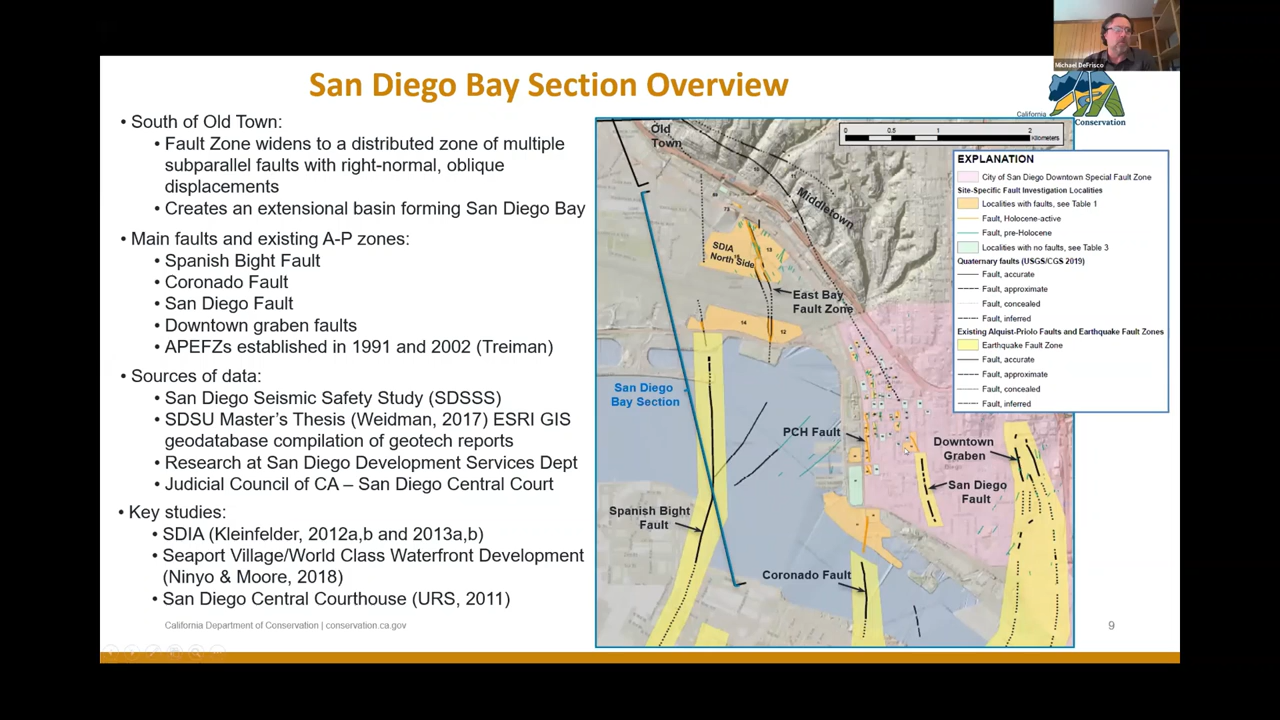 Michael DeFrisco
San Diego Bay Section Overview
California
Conservation
• South of Old Town:
• Fault Zone widens to a distributed zone of multiple
subparallel faults with right-normal, oblique
displacements
• Creates an extensional basin forming San Diego Bay
• Main faults and existing A-P zones:
• Spanish Bight Fault
• Coronado Fault
• San Diego Fault
• Downtown graben faults
• APEFZs established in 1991 and 2002 (Treiman)
• Sources of data:
• San Diego Seismic Safety Study (SDSSS)
• SDSU Master's Thesis (Weidman, 2017) ESRI GIS
geodatabase compilation of geotech reports
• Research at San Diego Development Services Dept
• Judicial Council of CA – San Diego Central Court
• Key studies:
• SDIA (Kleinfelder, 2012a,b and 2013a,b)
• Seaport Village/World Class Waterfront Development
(Ninyo & Moore, 2018)
• San Diego Central Courthouse (URS, 2011)
Old
Town
0 0.5 1 2
Kilometers
Middletown
SDIA
North Side
East Bay
Fault Zone
14
12
San Diego
Bay Section
PCH Fault
Downtown
Graben
San Diego
Fault
Spanish Bight
Fault
Coronado Fault
EXPLANATION
City of San Diego Downtown Special Fault Zone
Site-Specific Fault Investigation Localities
Localities with faults, see Table 1
Fault, Holocene-active
Fault, pre-Holocene
Localities with no faults, see Table 3
Quaternary faults (USGS/CGS 2019)
Fault, accurate
Fault, approximate
Fault, concealed
Fault, inferred
Existing Alquist-Priolo Faults and Earthquake Fault Zones
Earthquake Fault Zone
Fault, accurate
Fault, approximate
Fault, concealed
Fault, inferred
California Department of Conservation | conservation.ca.gov
9